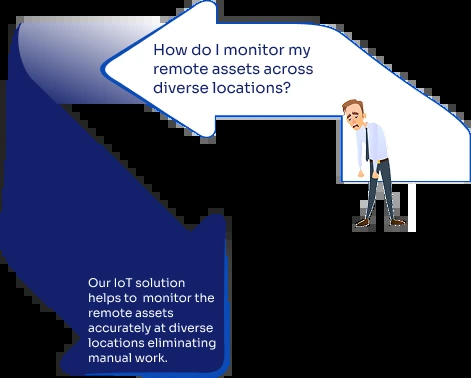 How do I monitor my
remote assets across
diverse locations?
Our IoT solution
helps to monitor the
remote assets
accurately at diverse
locations eliminating
manual work.